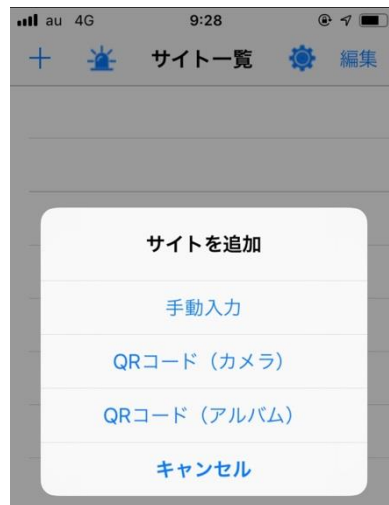 au 4G 9:28
サイト一覧 編集
サイトを追加
手動入力
QRコード（カメラ）
QRコード（アルバム）
キャンセル